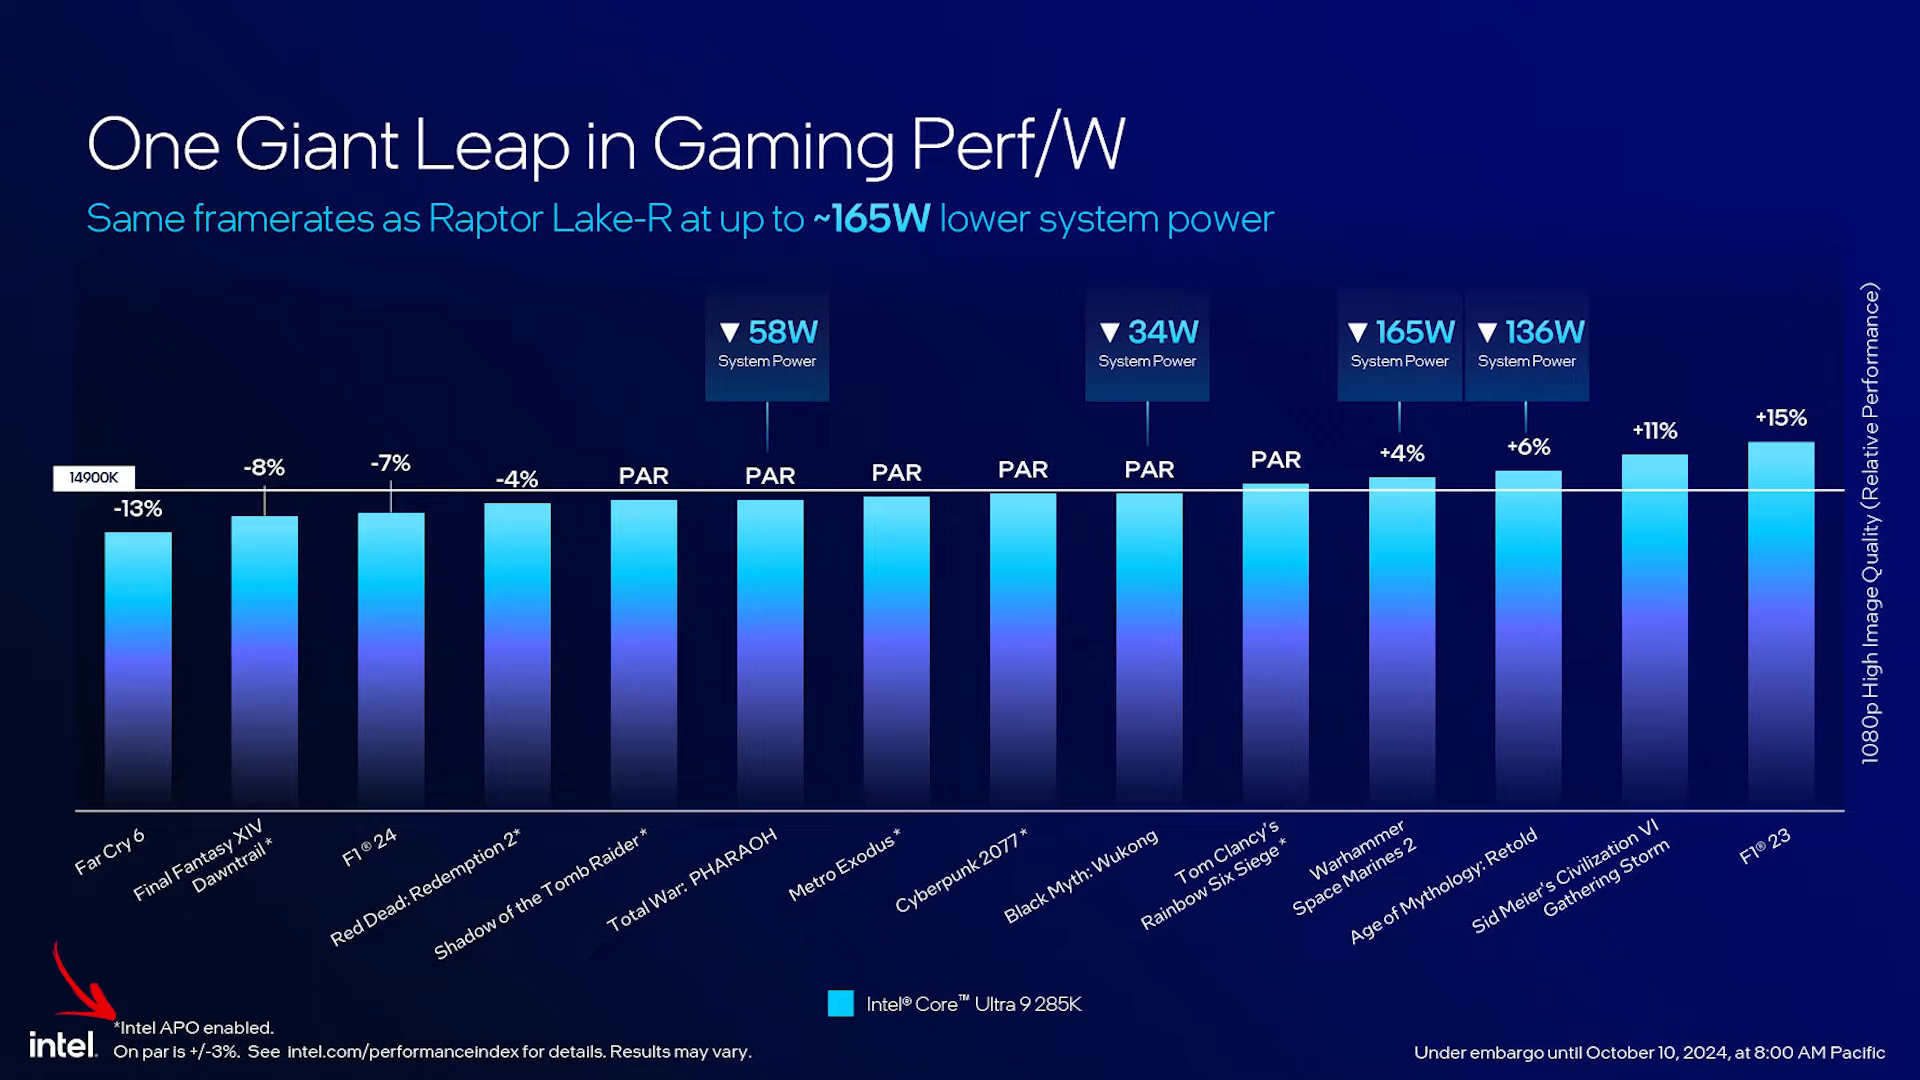 One Giant Leap in Gaming Perf/W
Same framerates as Raptor Lake-R at up to ~165W lower system power
▼ 58W
System Power
▼ 34W
System Power
▼ 165W
System Power
▼ 136W
System Power
14900K
-13%
-8%
-7%
-4%
PAR
PAR
PAR
PAR
PAR
PAR
+4%
+6%
+11%
+15%
1080p High Image Quality (Relative Performance)
Far Cry 6
Final Fantasy XIV
Dawntrail *
F1® 24
Red Dead: Redemption 2*
Shadow of the Tomb Raider *
Total War: PHARAOH
Metro Exodus *
Cyberpunk 2077 *
Black Myth: Wukong
Tom Clancy's
Rainbow Six Siege *
Warhammer
Space Marines 2
Age of Mythology: Retold
Sid Meier's Civilization VI
Gathering Storm
F1® 23
Intel® Core™ Ultra 9 285K
intel.
*Intel APO enabled.
On par is +/-3%. See intel.com/performanceindex for details. Results may vary.
Under embargo until October 10, 2024, at 8:00 AM Pacific